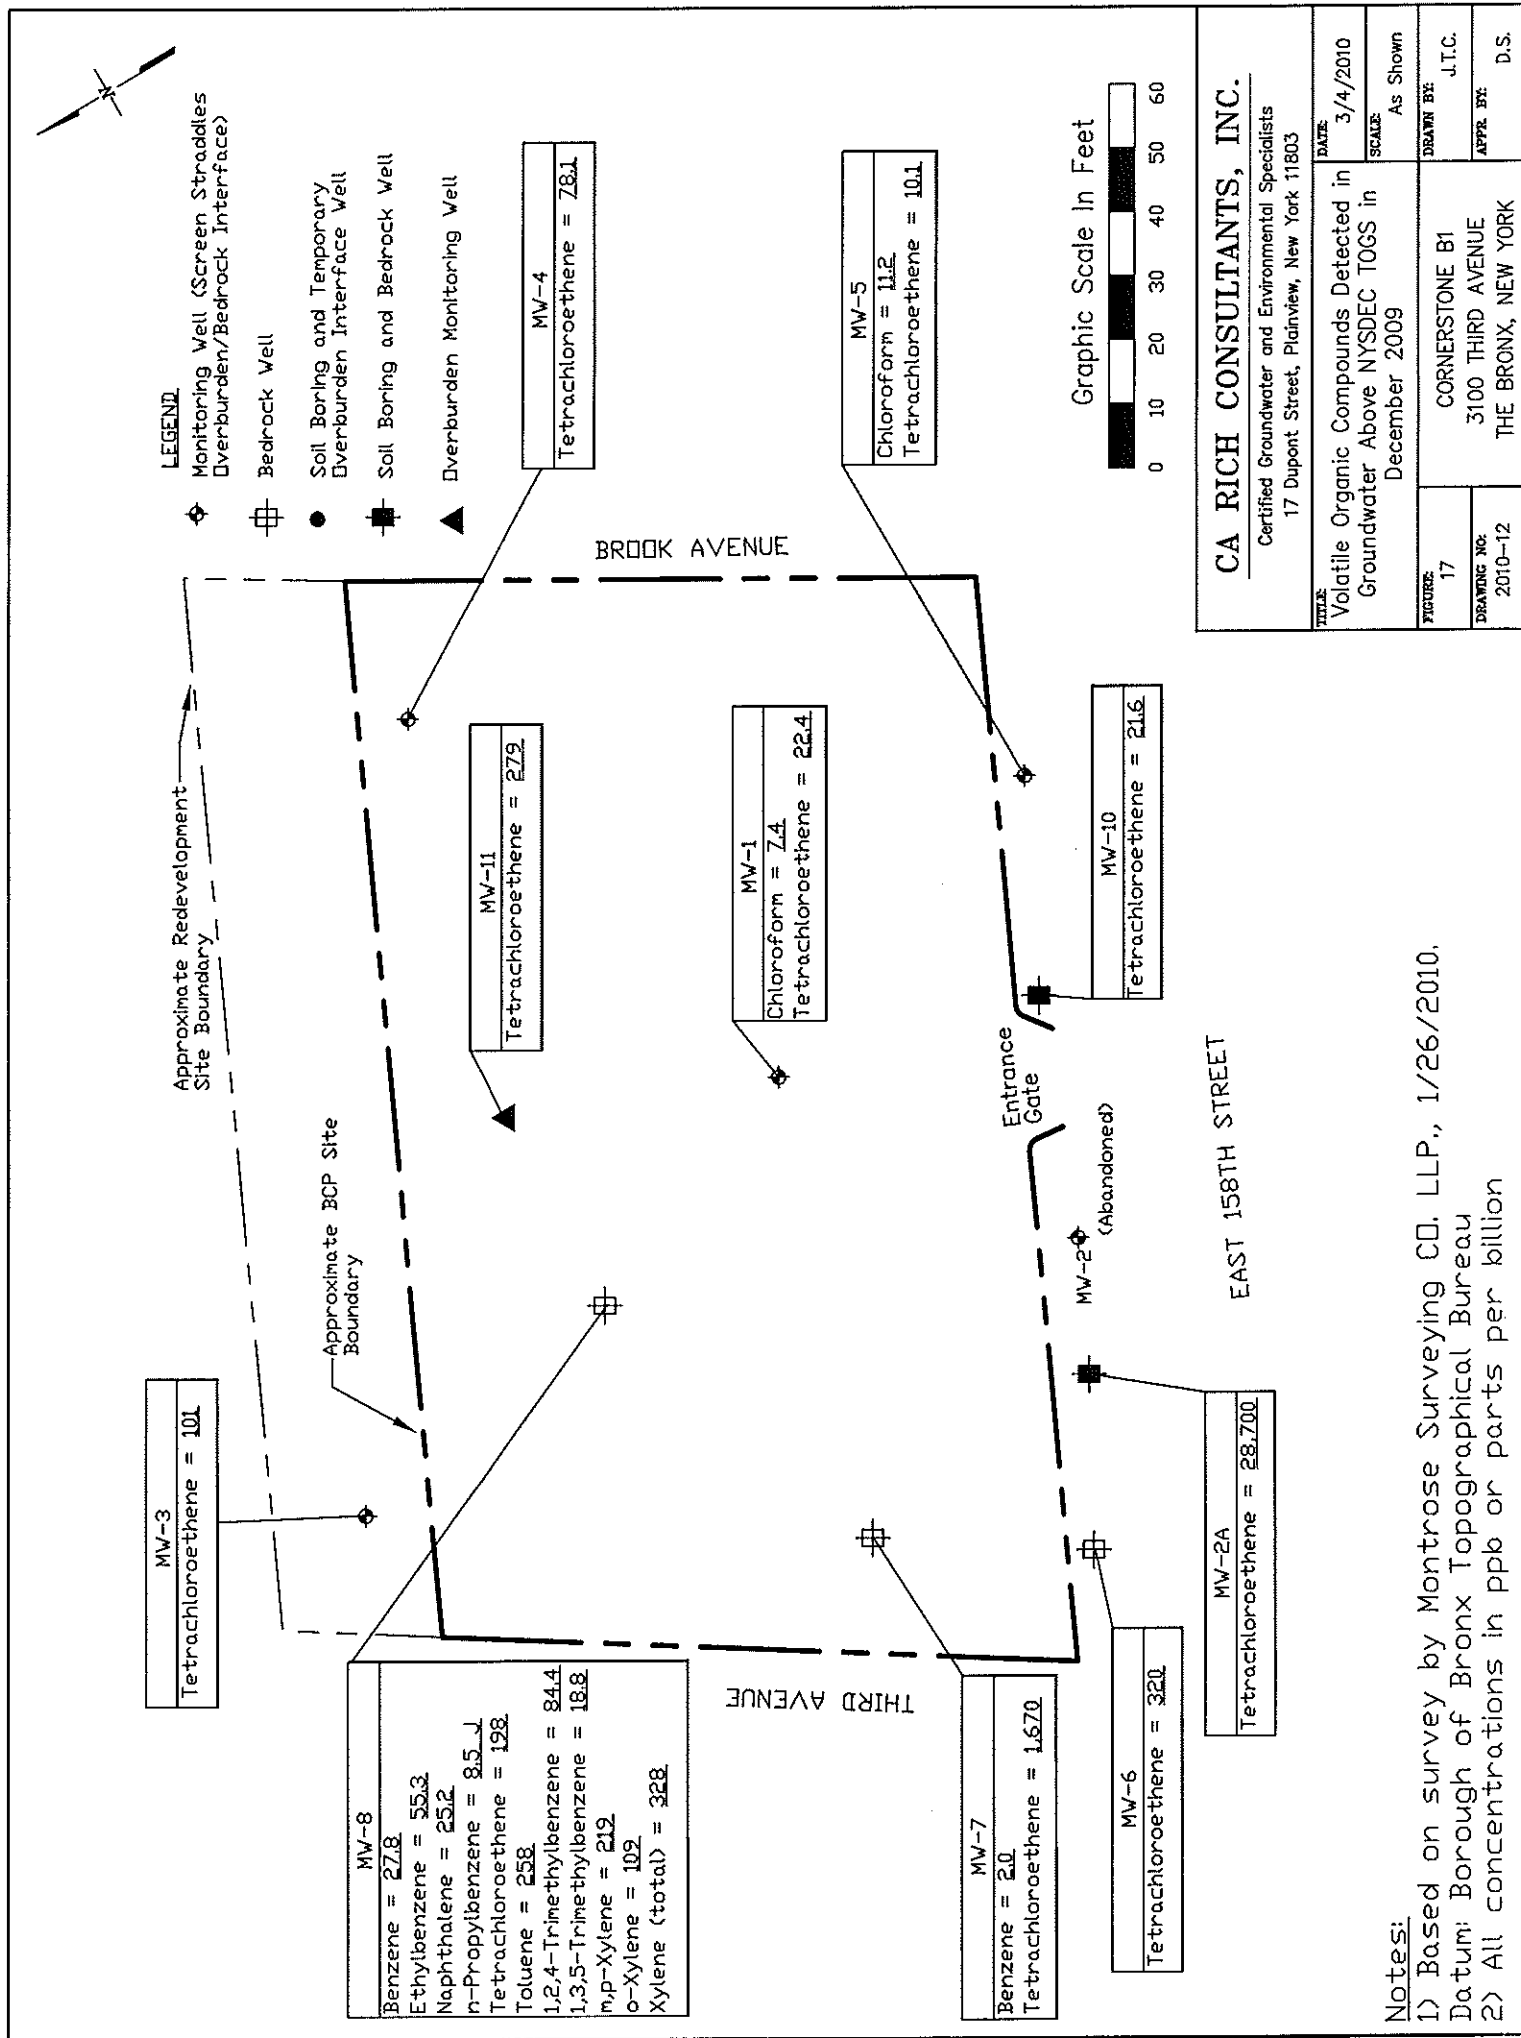 N
LEGEND
Monitoring Well (Screen Straddles
Overburden/Bedrock Interface)
Bedrock Well
Soil Boring and Temporary
Overburden Interface Well
Soil Boring and Bedrock Well
Overburden Monitoring Well
Approximate Redevelopment
Site Boundary
Approximate BCP Site
Boundary
MW-3
Tetrachloroethene = 101
MW-4
Tetrachloroethene = 78.1
MW-11
Tetrachloroethene = 279
MW-8
Benzene = 27.8
Ethylbenzene = 55.3
Naphthalene = 25.2
n-Propylbenzene = 8.5 J
Tetrachloroethene = 198
Toluene = 258
1,2,4-Trimethylbenzene = 84.4
1,3,5-Trimethylbenzene = 18.8
m,p-Xylene = 219
o-Xylene = 109
Xylene (total) = 328
MW-1
Chloroform = 7.4
Tetrachloroethene = 22.4
MW-5
Chloroform = 11.2
Tetrachloroethene = 10.1
BROOK AVENUE
THIRD AVENUE
MW-7
Benzene = 2.0
Tetrachloroethene = 1,670
MW-6
Tetrachloroethene = 320
MW-2A
Tetrachloroethene = 28,700
MW-2
(Abandoned)
Entrance
Gate
MW-10
Tetrachloroethene = 21.6
EAST 158TH STREET
Graphic Scale In Feet
0 10 20 30 40 50 60
Notes:
1) Based on survey by Montrose Surveying CO. LLP., 1/26/2010.
Datum: Borough of Bronx Topographical Bureau
2) All concentrations in ppb or parts per billion
CA RICH CONSULTANTS, INC.
Certified Groundwater and Environmental Specialists
17 Dupont Street, Plainview, New York 11803
TITLE:
Volatile Organic Compounds Detected in
Groundwater Above NYSDEC TOGS in
December 2009
DATE:
3/4/2010
SCALE:
As Shown
FIGURE:
17
DRAWING NO:
2010-12
CORNERSTONE B1
3100 THIRD AVENUE
THE BRONX, NEW YORK
DRAWN BY:
J.T.C.
APPR. BY:
D.S.